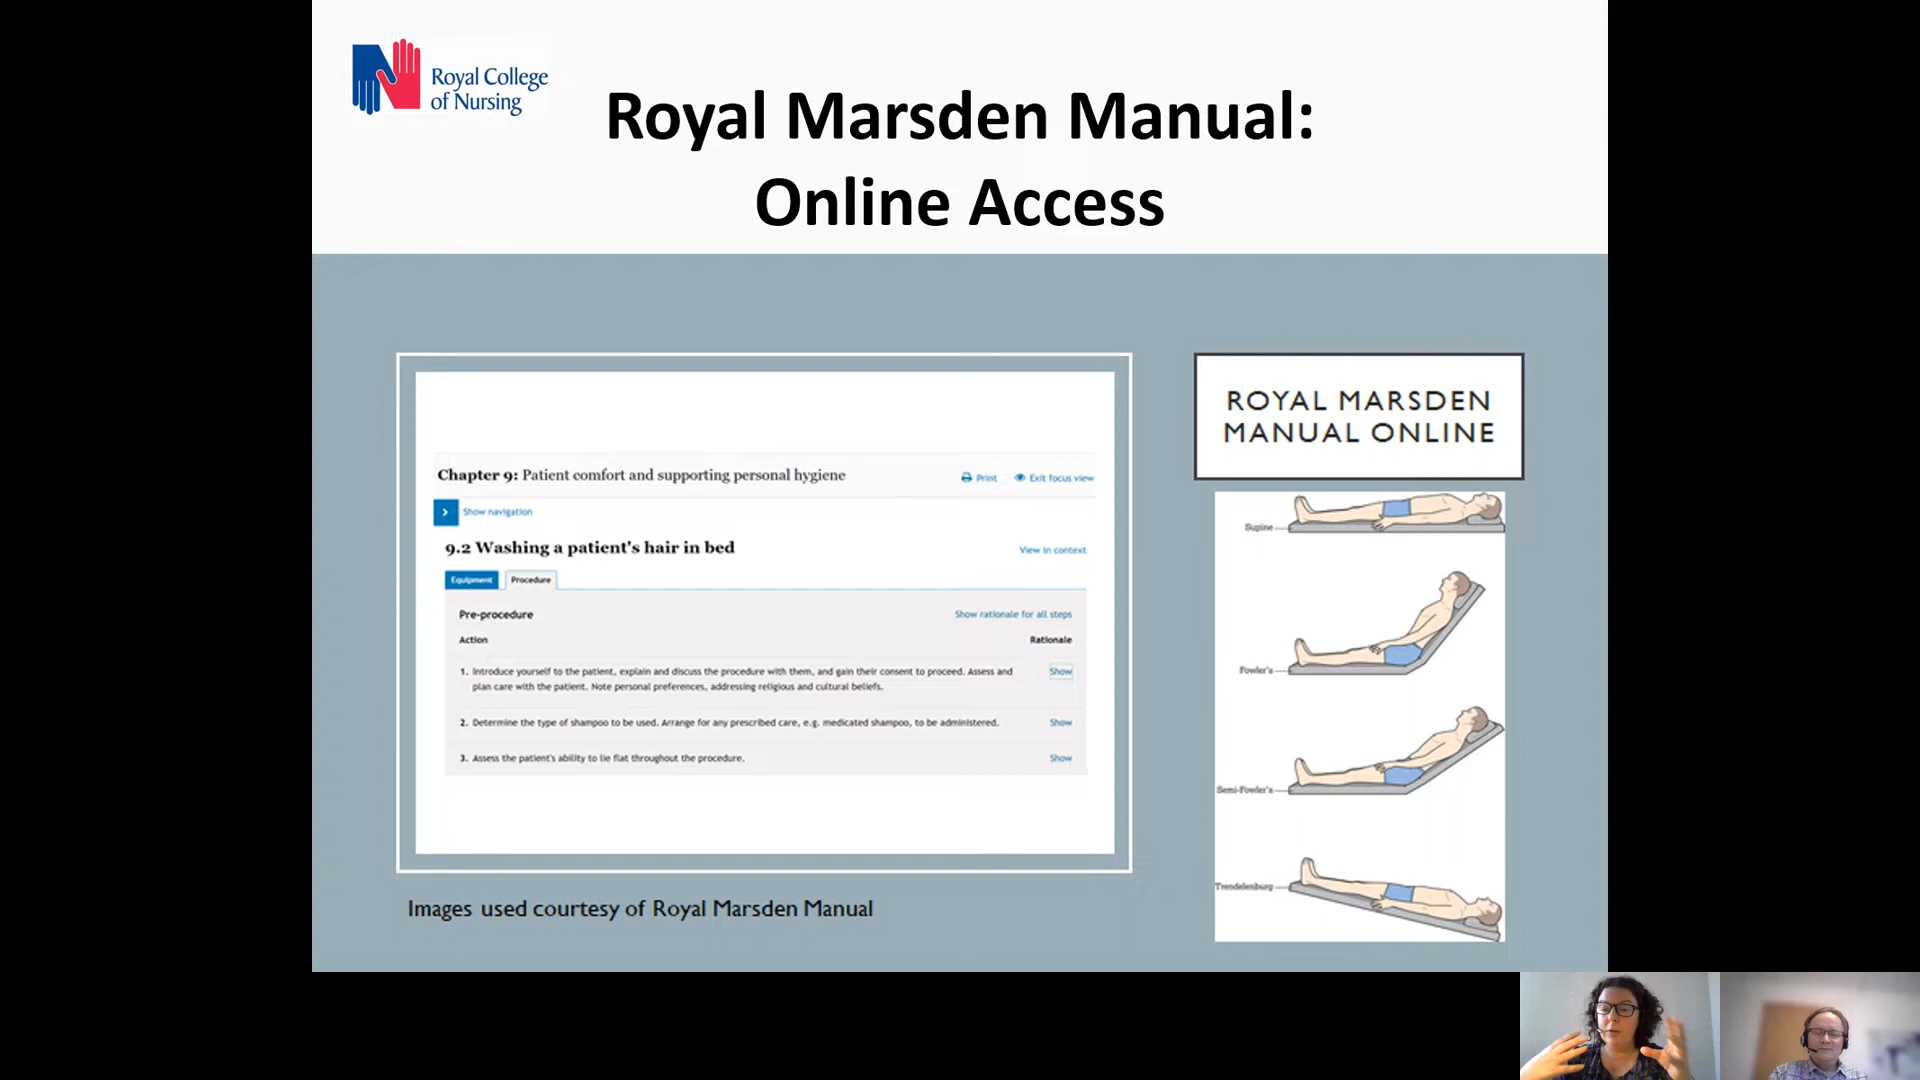 Royal College
of Nursing
Royal Marsden Manual:
Online Access
Chapter 9: Patient comfort and supporting personal hygiene
Print
Exit focus view
Show navigation
9.2 Washing a patient's hair in bed
View in context
Equipment
Procedure
Pre-procedure
Show rationale for all steps
Action
Rationale
1. Introduce yourself to the patient, explain and discuss the procedure with them, and gain their consent to proceed. Assess and
plan care with the patient. Note personal preferences, addressing religious and cultural beliefs.
Show
2. Determine the type of shampoo to be used. Arrange for any prescribed care, e.g. medicated shampoo, to be administered.
Show
3. Assess the patient's ability to lie flat throughout the procedure.
Show
Images used courtesy of Royal Marsden Manual
ROYAL MARSDEN
MANUAL ONLINE
Supine
Fowler's
Semi-Fowler's
Trendelenburg